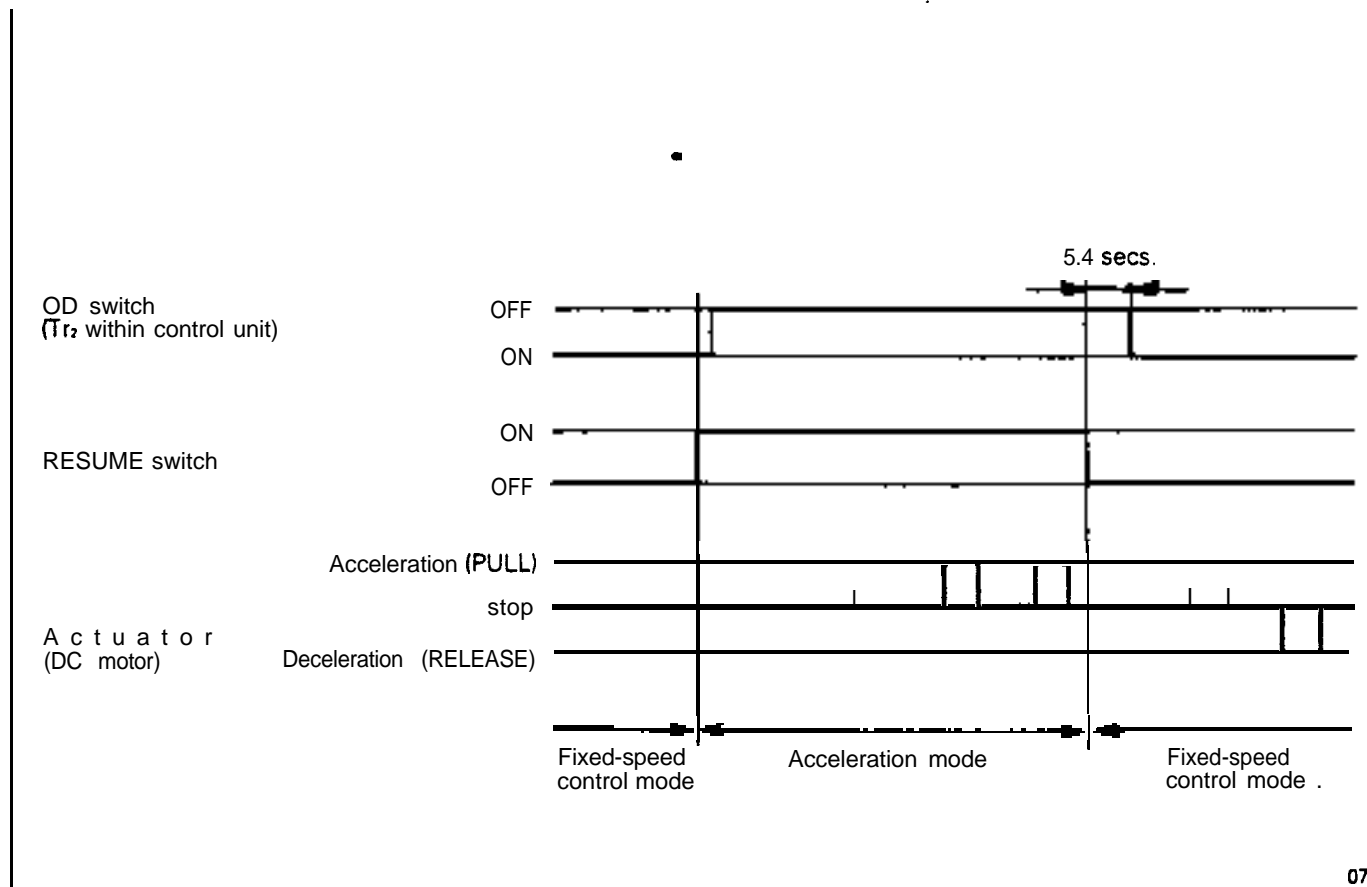 5.4 secs.
OD switch
(Tr₂ within control unit)
OFF
ON
RESUME switch
ON
OFF
Acceleration (PULL)
stop
Actuator
(DC motor)
Deceleration (RELEASE)
Fixed-speed
control mode
Acceleration mode
Fixed-speed
control mode .
07